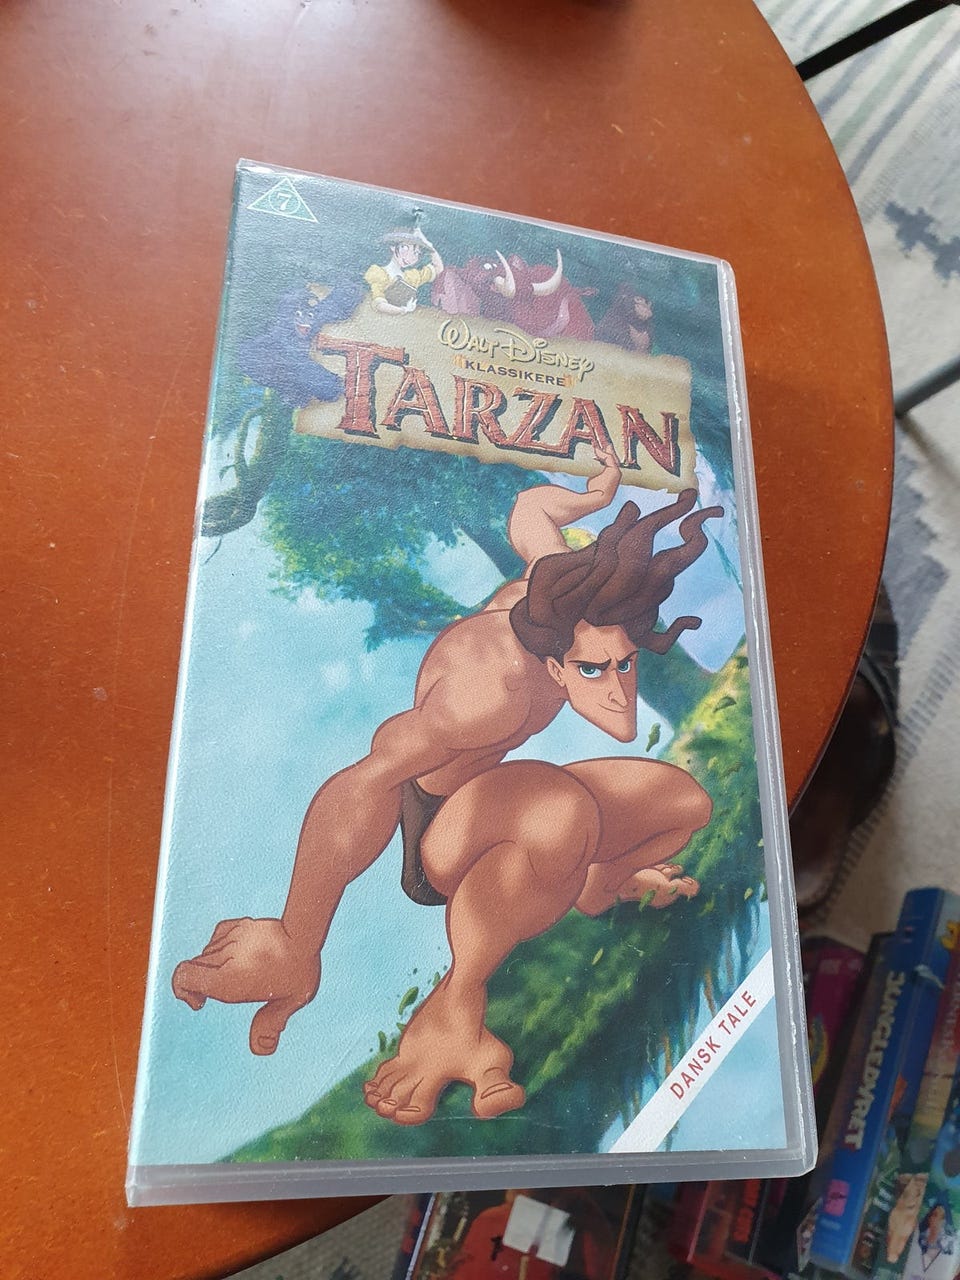 7
WALT DISNEY
KLASSIKERE
TARZAN
DANSK TALE
JUNGLEDYRET